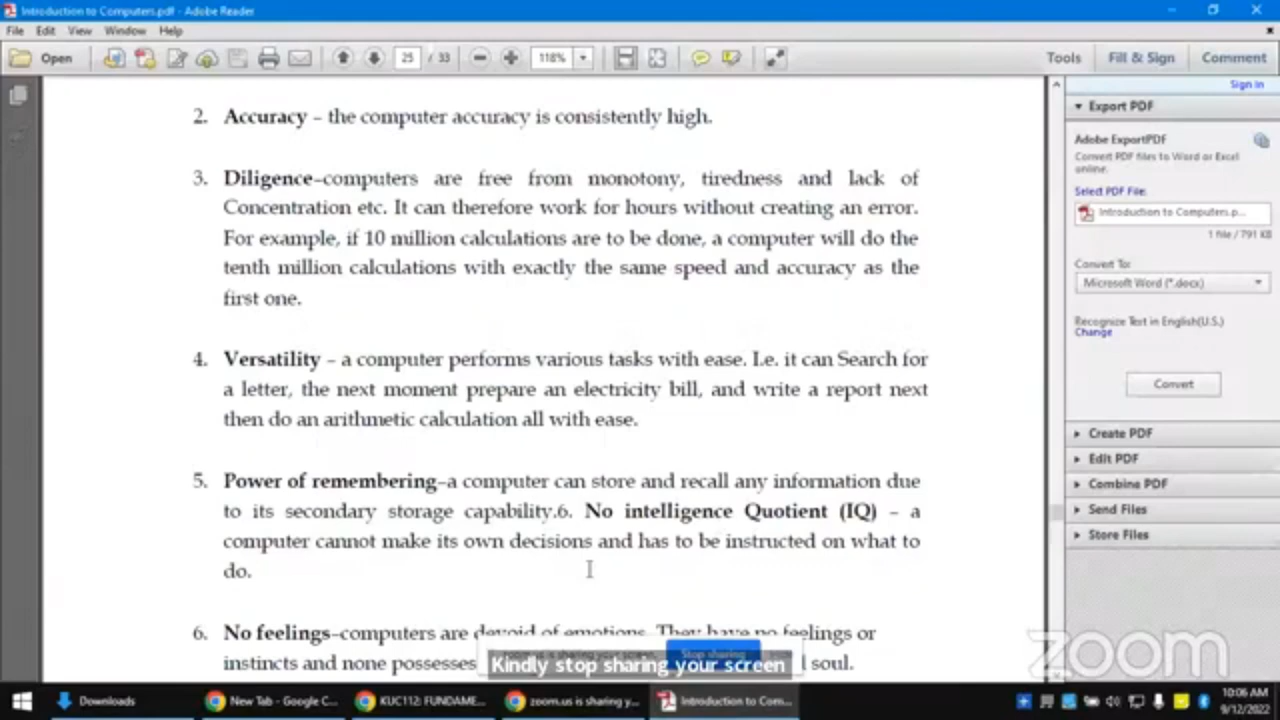 Introduction to Computers.pdf - Adobe Reader
File Edit View Window Help
Open 25 / 33 118% Tools Fill & Sign Comment
Sign In
2. Accuracy – the computer accuracy is consistently high.
3. Diligence–computers are free from monotony, tiredness and lack of
Concentration etc. It can therefore work for hours without creating an error.
For example, if 10 million calculations are to be done, a computer will do the
tenth million calculations with exactly the same speed and accuracy as the
first one.
4. Versatility – a computer performs various tasks with ease. I.e. it can Search for
a letter, the next moment prepare an electricity bill, and write a report next
then do an arithmetic calculation all with ease.
5. Power of remembering–a computer can store and recall any information due
to its secondary storage capability.6. No intelligence Quotient (IQ) – a
computer cannot make its own decisions and has to be instructed on what to
do.
6. No feelings–computers are devoid of emotions. They have no feelings or
instincts and none possesses soul.
Stop sharing
Kindly stop sharing your screen
Export PDF
Adobe ExportPDF
Convert PDF files to Word or Excel
online.
Select PDF File:
Introduction to Computers.p...
1 file / 791 KB
Convert To:
Microsoft Word (*.docx)
Recognize Text in English(U.S.)
Change
Convert
Create PDF
Edit PDF
Combine PDF
Send Files
Store Files
zoom
Downloads New Tab - Google C... KUC112: FUNDAME... zoom.us is sharing y... Introduction to Com...
10:06 AM
9/12/2022